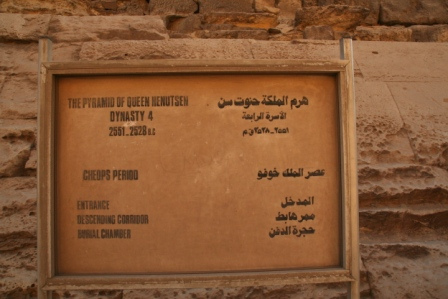 THE PYRAMID OF QUEEN HENUTSEN
هرم الملكة حنوت سن
DYNASTY 4
الأسرة الرابعة
2551_2528 B.C
٢٥٥١_٢٥٢٨ ق.م
CHEOPS PERIOD
عصر الملك خوفو
ENTRANCE
المدخل
DESCENDING CORRIDOR
ممر هابط
BURIAL CHAMBER
حجرة الدفن